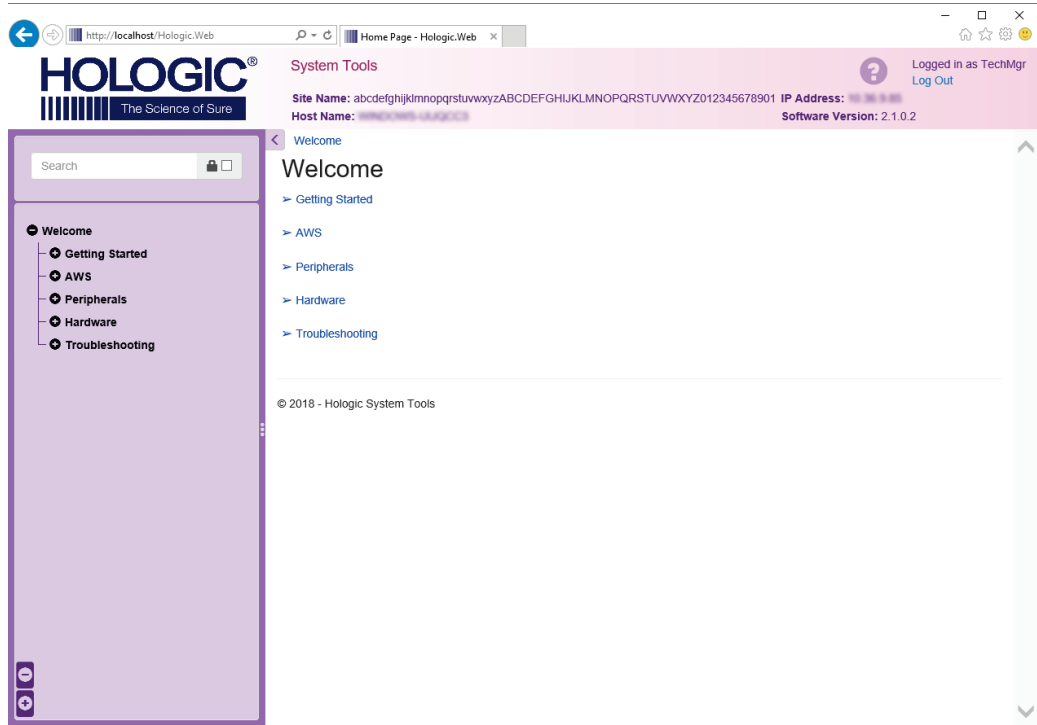 http://localhost/Hologic.Web
Home Page - Hologic.Web
HOLOGIC®
The Science of Sure
System Tools
Logged in as TechMgr
Log Out
Site Name: abcdefghijklmnopqrstuvwxyzABCDEFGHIJKLMNOPQRSTUVWXYZ012345678901 IP Address:
Host Name:
Software Version: 2.1.0.2
Search
Welcome
Getting Started
AWS
Peripherals
Hardware
Troubleshooting
Welcome
Welcome
➢ Getting Started
➢ AWS
➢ Peripherals
➢ Hardware
➢ Troubleshooting
© 2018 - Hologic System Tools